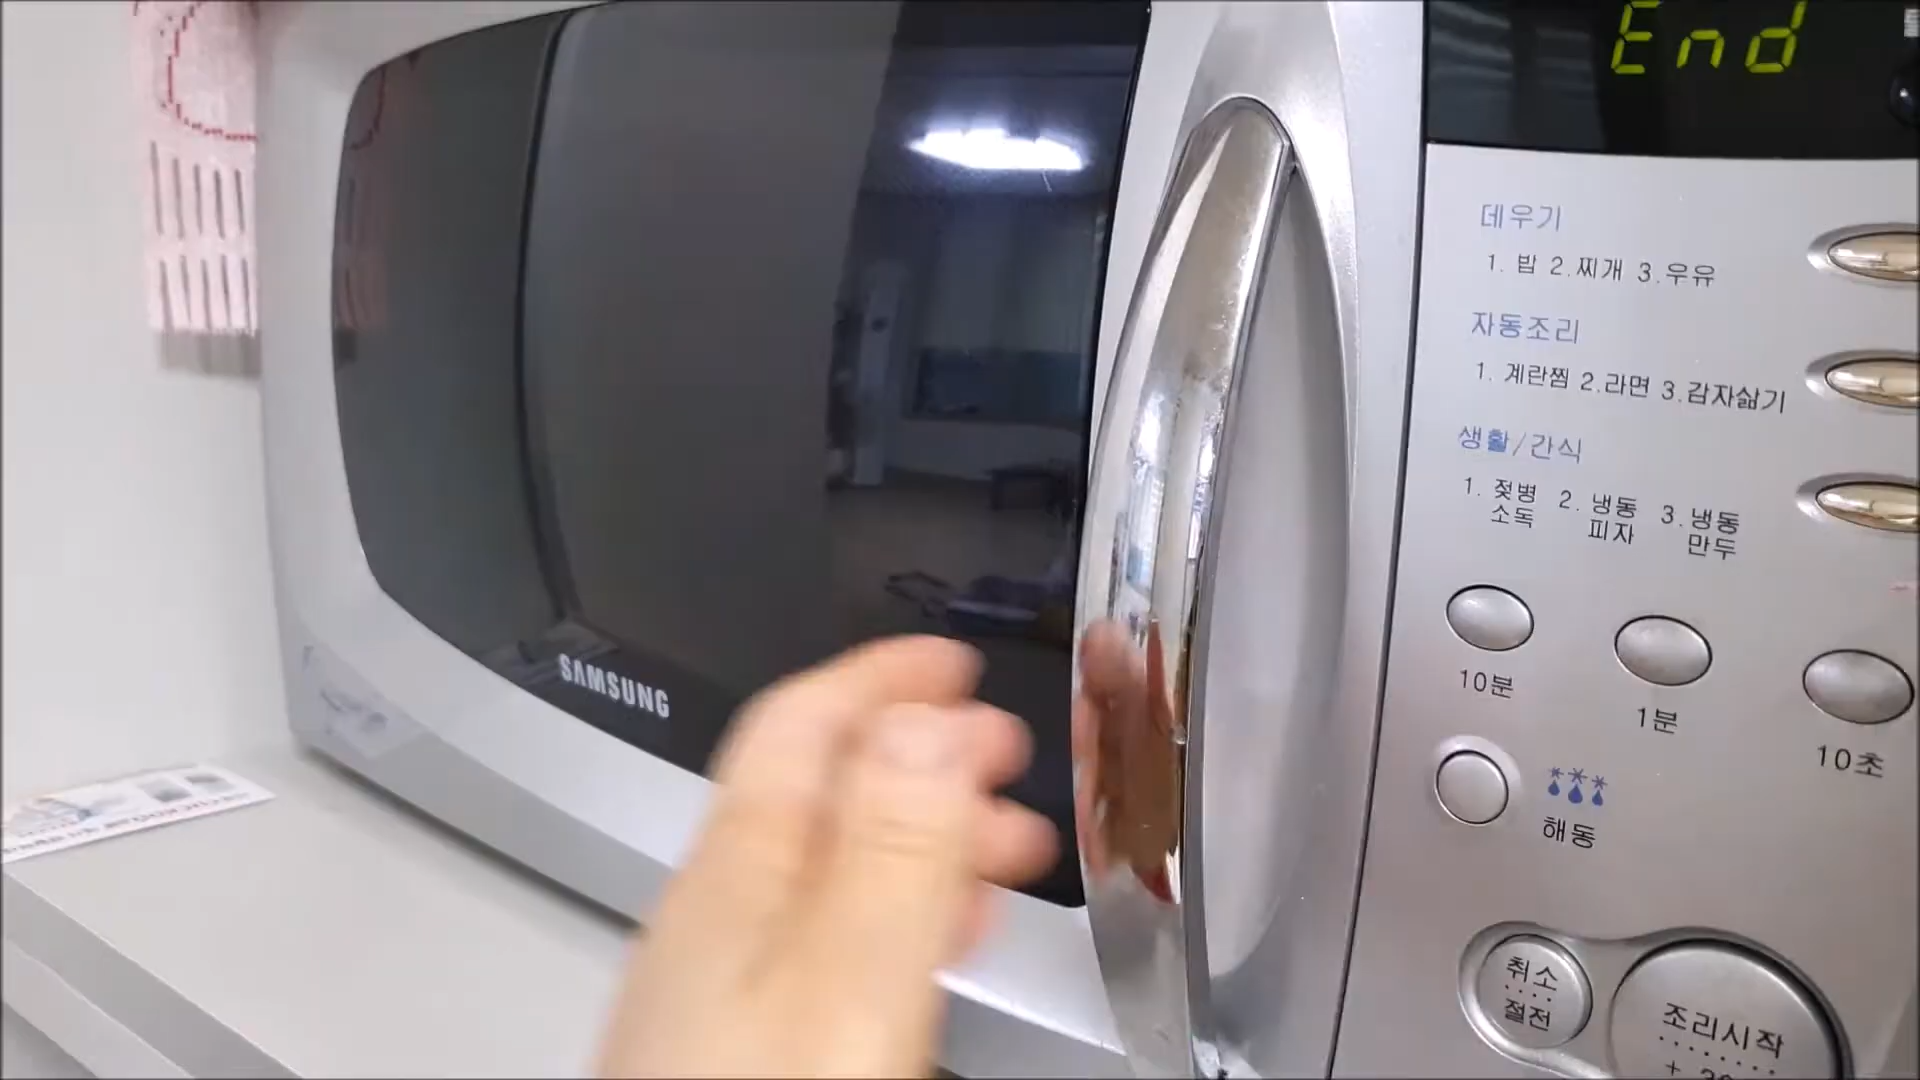 End
데우기
1. 밥 2. 찌개 3. 우유
자동조리
1. 계란찜 2. 라면 3. 감자삶기
생활/간식
1. 젖병 2. 냉동 3. 냉동
소독 피자 만두
10분
1분
10초
해동
취소
절전
조리시작
SAMSUNG